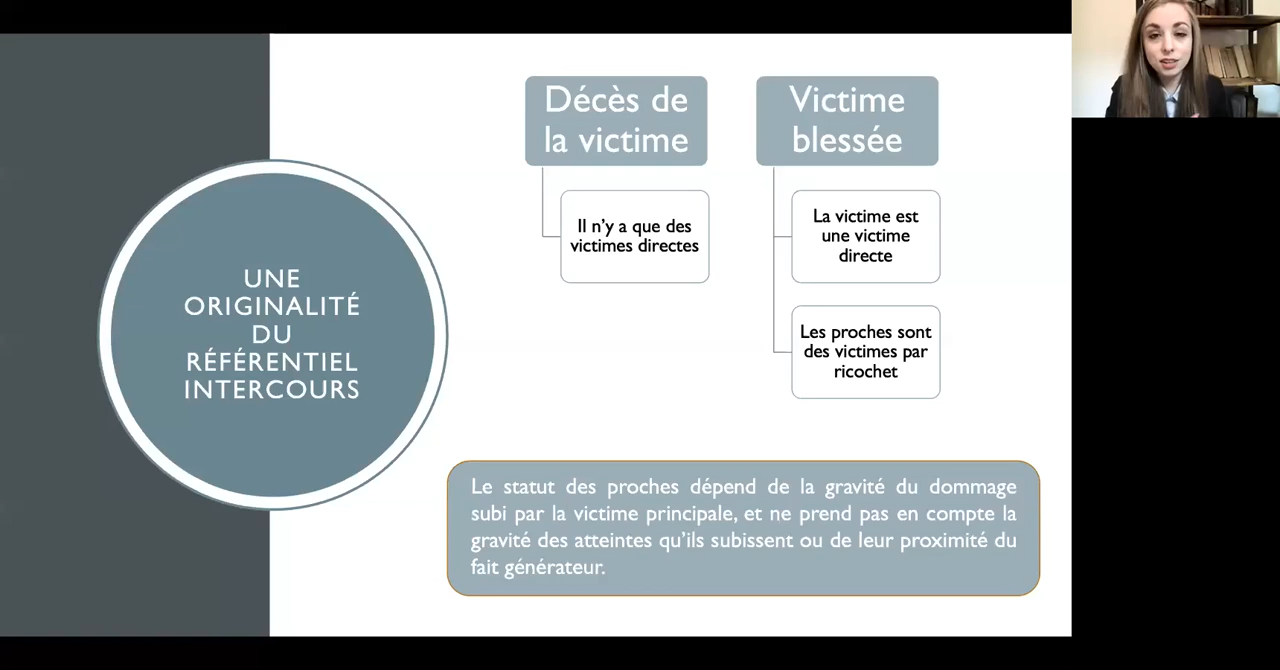 UNE
ORIGINALITÉ
DU
RÉFÉRENTIEL
INTERCOURS
Décès de
la victime
Il n'y a que des
victimes directes
Victime
blessée
La victime est
une victime
directe
Les proches sont
des victimes par
ricochet
Le statut des proches dépend de la gravité du dommage
subi par la victime principale, et ne prend pas en compte la
gravité des atteintes qu'ils subissent ou de leur proximité du
fait générateur.